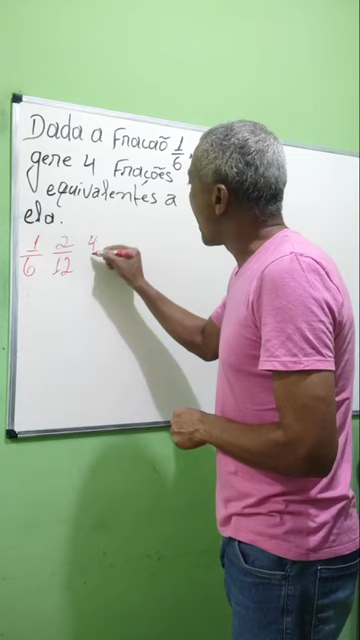 Dada a Fração 1/6,
gere 4 Frações
equivalentes a
ela.
1/6 2/12 4